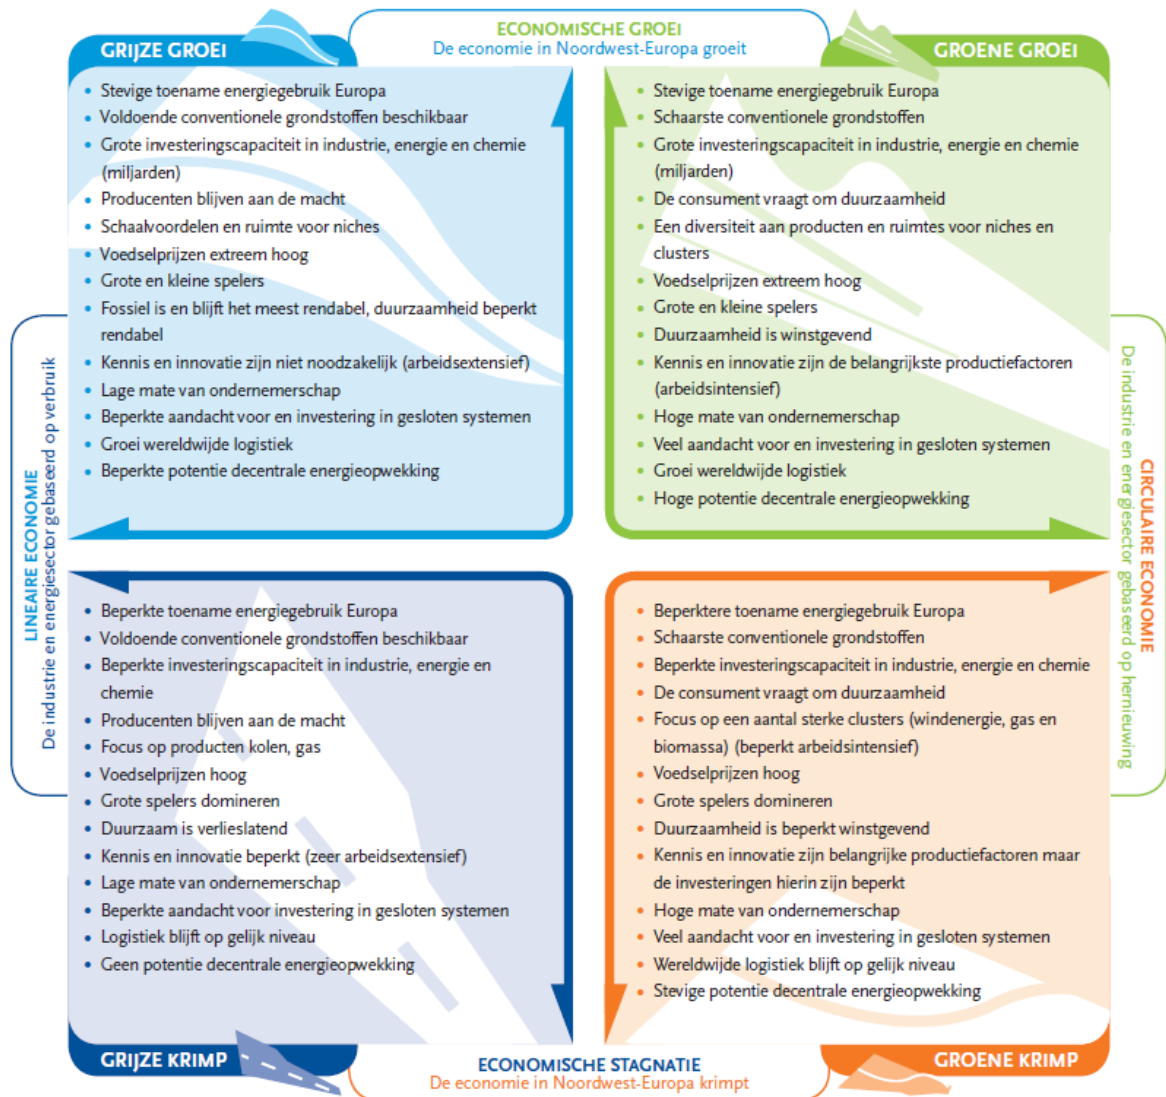 ECONOMISCHE GROEI
De economie in Noordwest-Europa groeit
GRIJZE GROEI
• Stevige toename energiegebruik Europa
• Voldoende conventionele grondstoffen beschikbaar
• Grote investeringscapaciteit in industrie, energie en chemie
(miljarden)
• Producenten blijven aan de macht
• Schaalvoordelen en ruimte voor niches
• Voedselprijzen extreem hoog
• Grote en kleine spelers
• Fossiel is en blijft het meest rendabel, duurzaamheid beperkt
rendabel
• Kennis en innovatie zijn niet noodzakelijk (arbeidsextensief)
• Lage mate van ondernemerschap
• Beperkte aandacht voor en investering in gesloten systemen
• Groei wereldwijde logistiek
• Beperkte potentie decentrale energieopwekking
GROENE GROEI
• Stevige toename energiegebruik Europa
• Schaarste conventionele grondstoffen
• Grote investeringscapaciteit in industrie, energie en chemie
(miljarden)
• De consument vraagt om duurzaamheid
• Een diversiteit aan producten en ruimtes voor niches en
clusters
• Voedselprijzen extreem hoog
• Grote en kleine spelers
• Duurzaamheid is winstgevend
• Kennis en innovatie zijn de belangrijkste productiefactoren
(arbeidsintensief)
• Hoge mate van ondernemerschap
• Veel aandacht voor en investering in gesloten systemen
• Groei wereldwijde logistiek
• Hoge potentie decentrale energieopwekking
LINEAIRE ECONOMIE
De industrie en energiesector gebaseerd op verbruik
CIRCULAIRE ECONOMIE
De industrie en energiesector gebaseerd op hernieuwing
• Beperkte toename energiegebruik Europa
• Voldoende conventionele grondstoffen beschikbaar
• Beperkte investeringscapaciteit in industrie, energie en
chemie
• Producenten blijven aan de macht
• Focus op producten kolen, gas
• Voedselprijzen hoog
• Grote spelers domineren
• Duurzaam is verlieslatend
• Kennis en innovatie beperkt (zeer arbeidsextensief)
• Lage mate van ondernemerschap
• Beperkte aandacht voor investering in gesloten systemen
• Logistiek blijft op gelijk niveau
• Geen potentie decentrale energieopwekking
GRIJZE KRIMP
• Beperktere toename energiegebruik Europa
• Schaarste conventionele grondstoffen
• Beperkte investeringscapaciteit in industrie, energie en chemie
• De consument vraagt om duurzaamheid
• Focus op een aantal sterke clusters (windenergie, gas en
biomassa) (beperkt arbeidsintensief)
• Voedselprijzen hoog
• Grote spelers domineren
• Duurzaamheid is beperkt winstgevend
• Kennis en innovatie zijn belangrijke productiefactoren maar
de investeringen hierin zijn beperkt
• Hoge mate van ondernemerschap
• Veel aandacht voor en investering in gesloten systemen
• Wereldwijde logistiek blijft op gelijk niveau
• Stevige potentie decentrale energieopwekking
GROENE KRIMP
ECONOMISCHE STAGNATIE
De economie in Noordwest-Europa krimpt